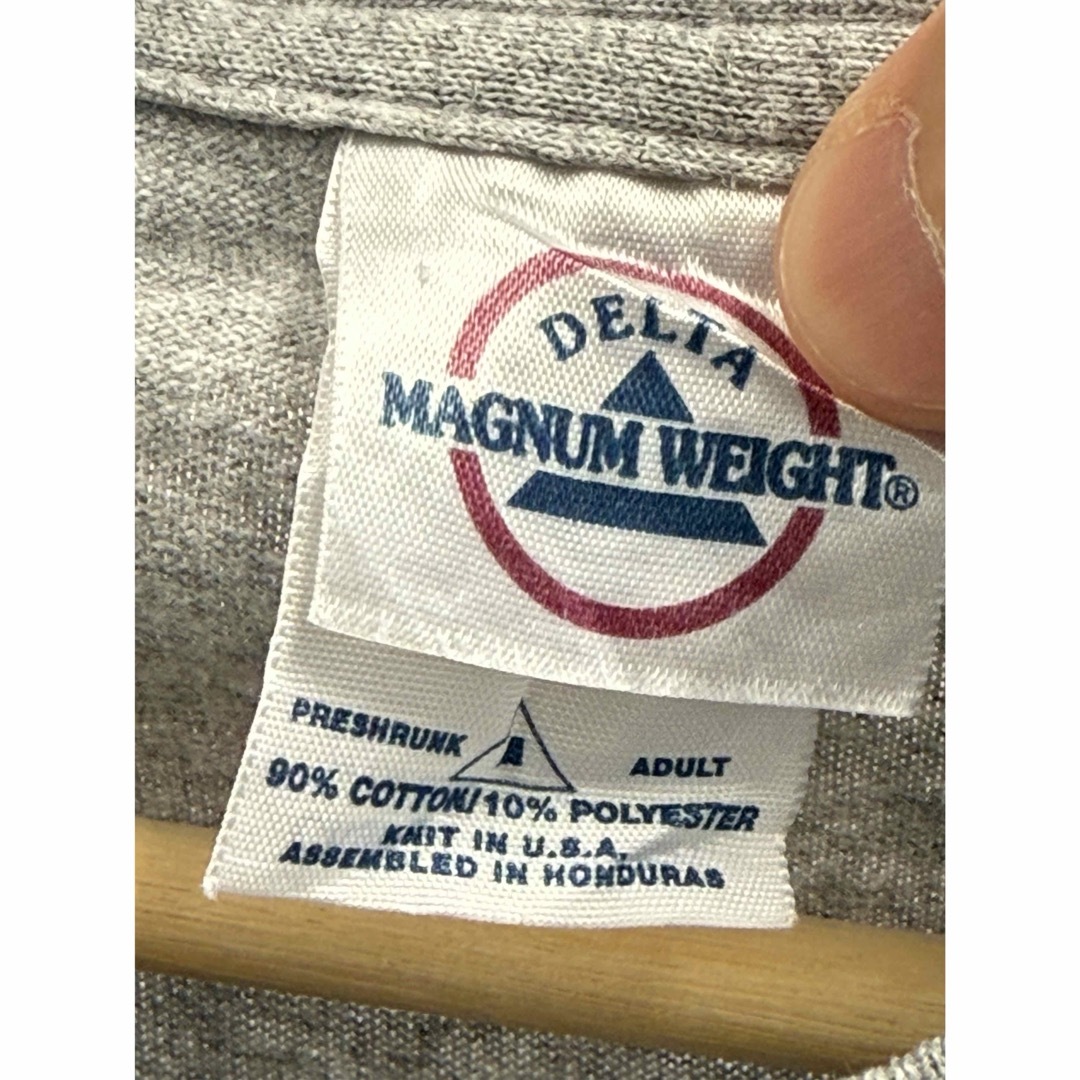 DELTA
MAGNUM WEIGHT®
PRESHRUNK
ADULT
90% COTTON/10% POLYESTER
KNIT IN U.S.A.
ASSEMBLED IN HONDURAS